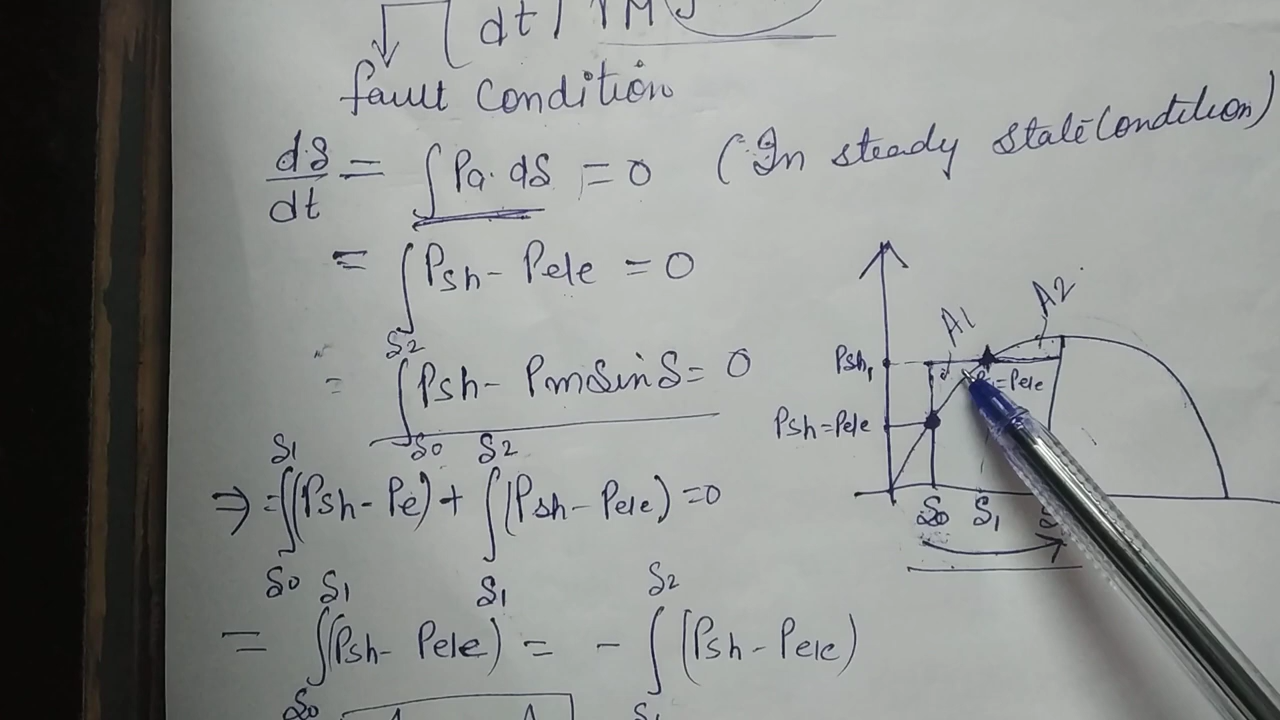 dt
fault Condition
dδ/dt = ∫ Pa. dδ = 0 (In steady state Condition)
= ∫ Psh - Pele = 0
= ∫ δ2 δ0 Psh - Pm Sin δ = 0
⇒ = ∫ δ1 δ0 (Psh - Pe) + ∫ δ2 δ1 (Psh - Pele) = 0
= ∫ δ1 δ0 (Psh - Pele) = - ∫ δ2 δ1 (Psh - Pele)
A1 A2
Psh1
=Pele
Psh=Pele
δ0 δ1